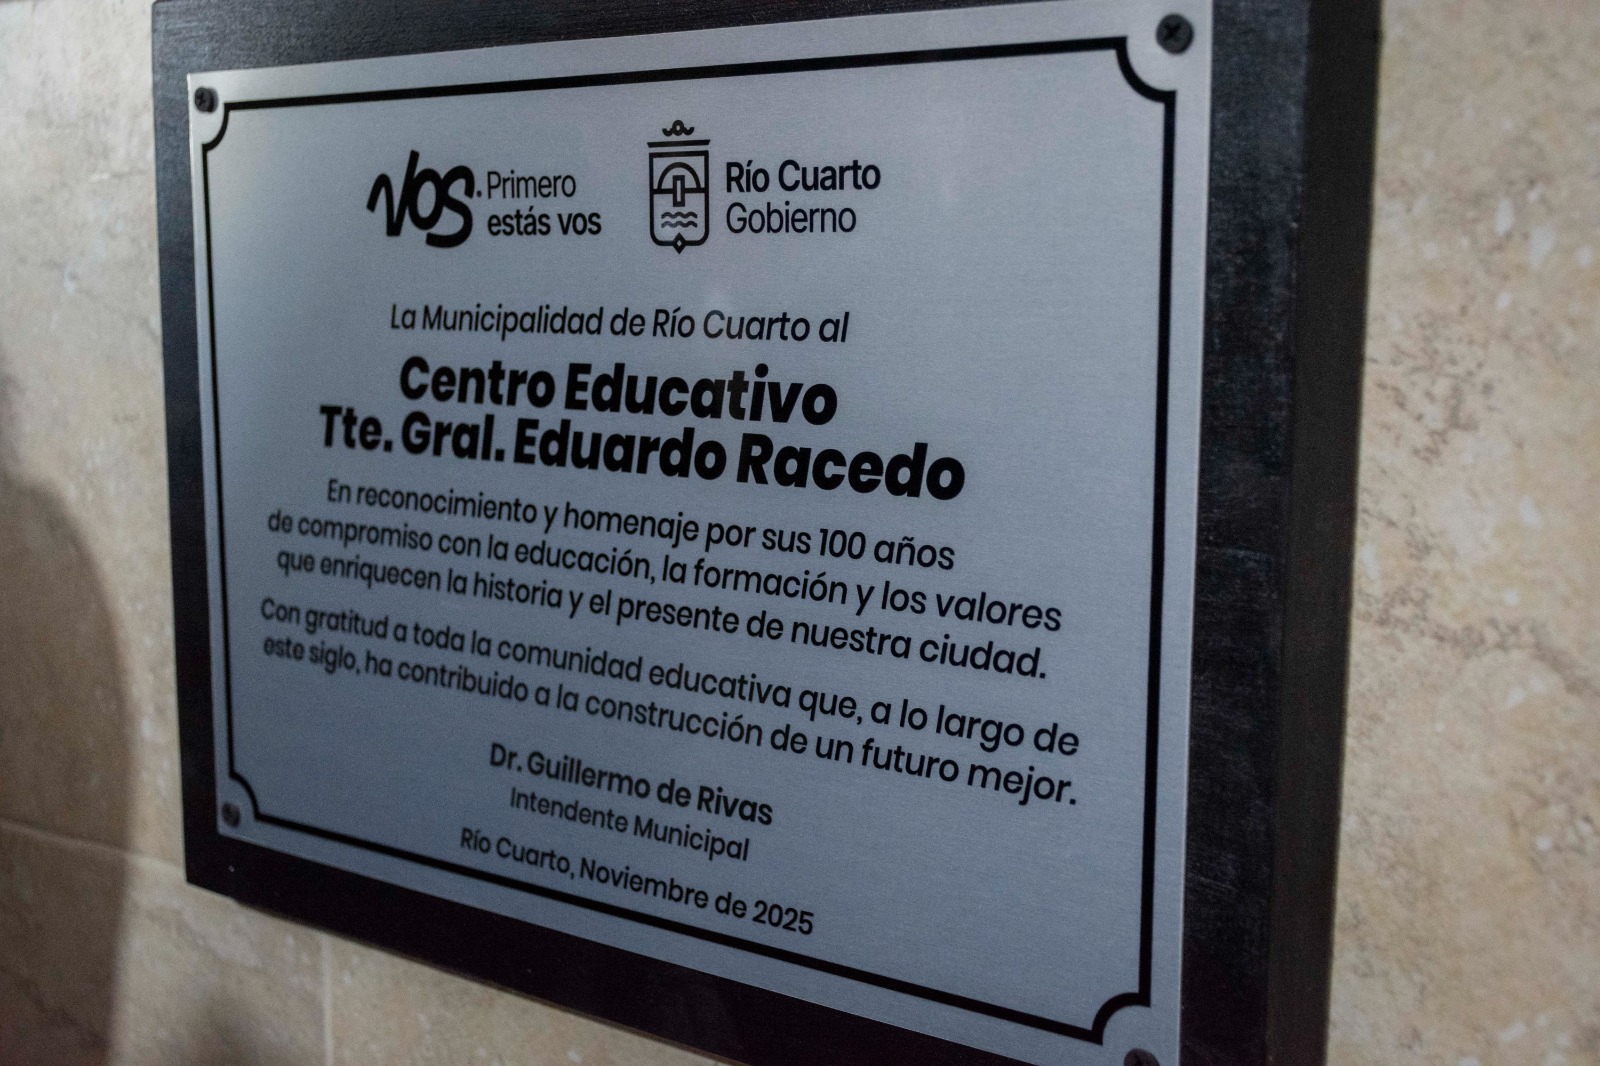 vos. Primero
estás vos
Río Cuarto
Gobierno
La Municipalidad de Río Cuarto al
Centro Educativo
Tte. Gral. Eduardo Racedo
En reconocimiento y homenaje por sus 100 años
de compromiso con la educación, la formación y los valores
que enriquecen la historia y el presente de nuestra ciudad.
Con gratitud a toda la comunidad educativa que, a lo largo de
este siglo, ha contribuido a la construcción de un futuro mejor.
Dr. Guillermo de Rivas
Intendente Municipal
Río Cuarto, Noviembre de 2025